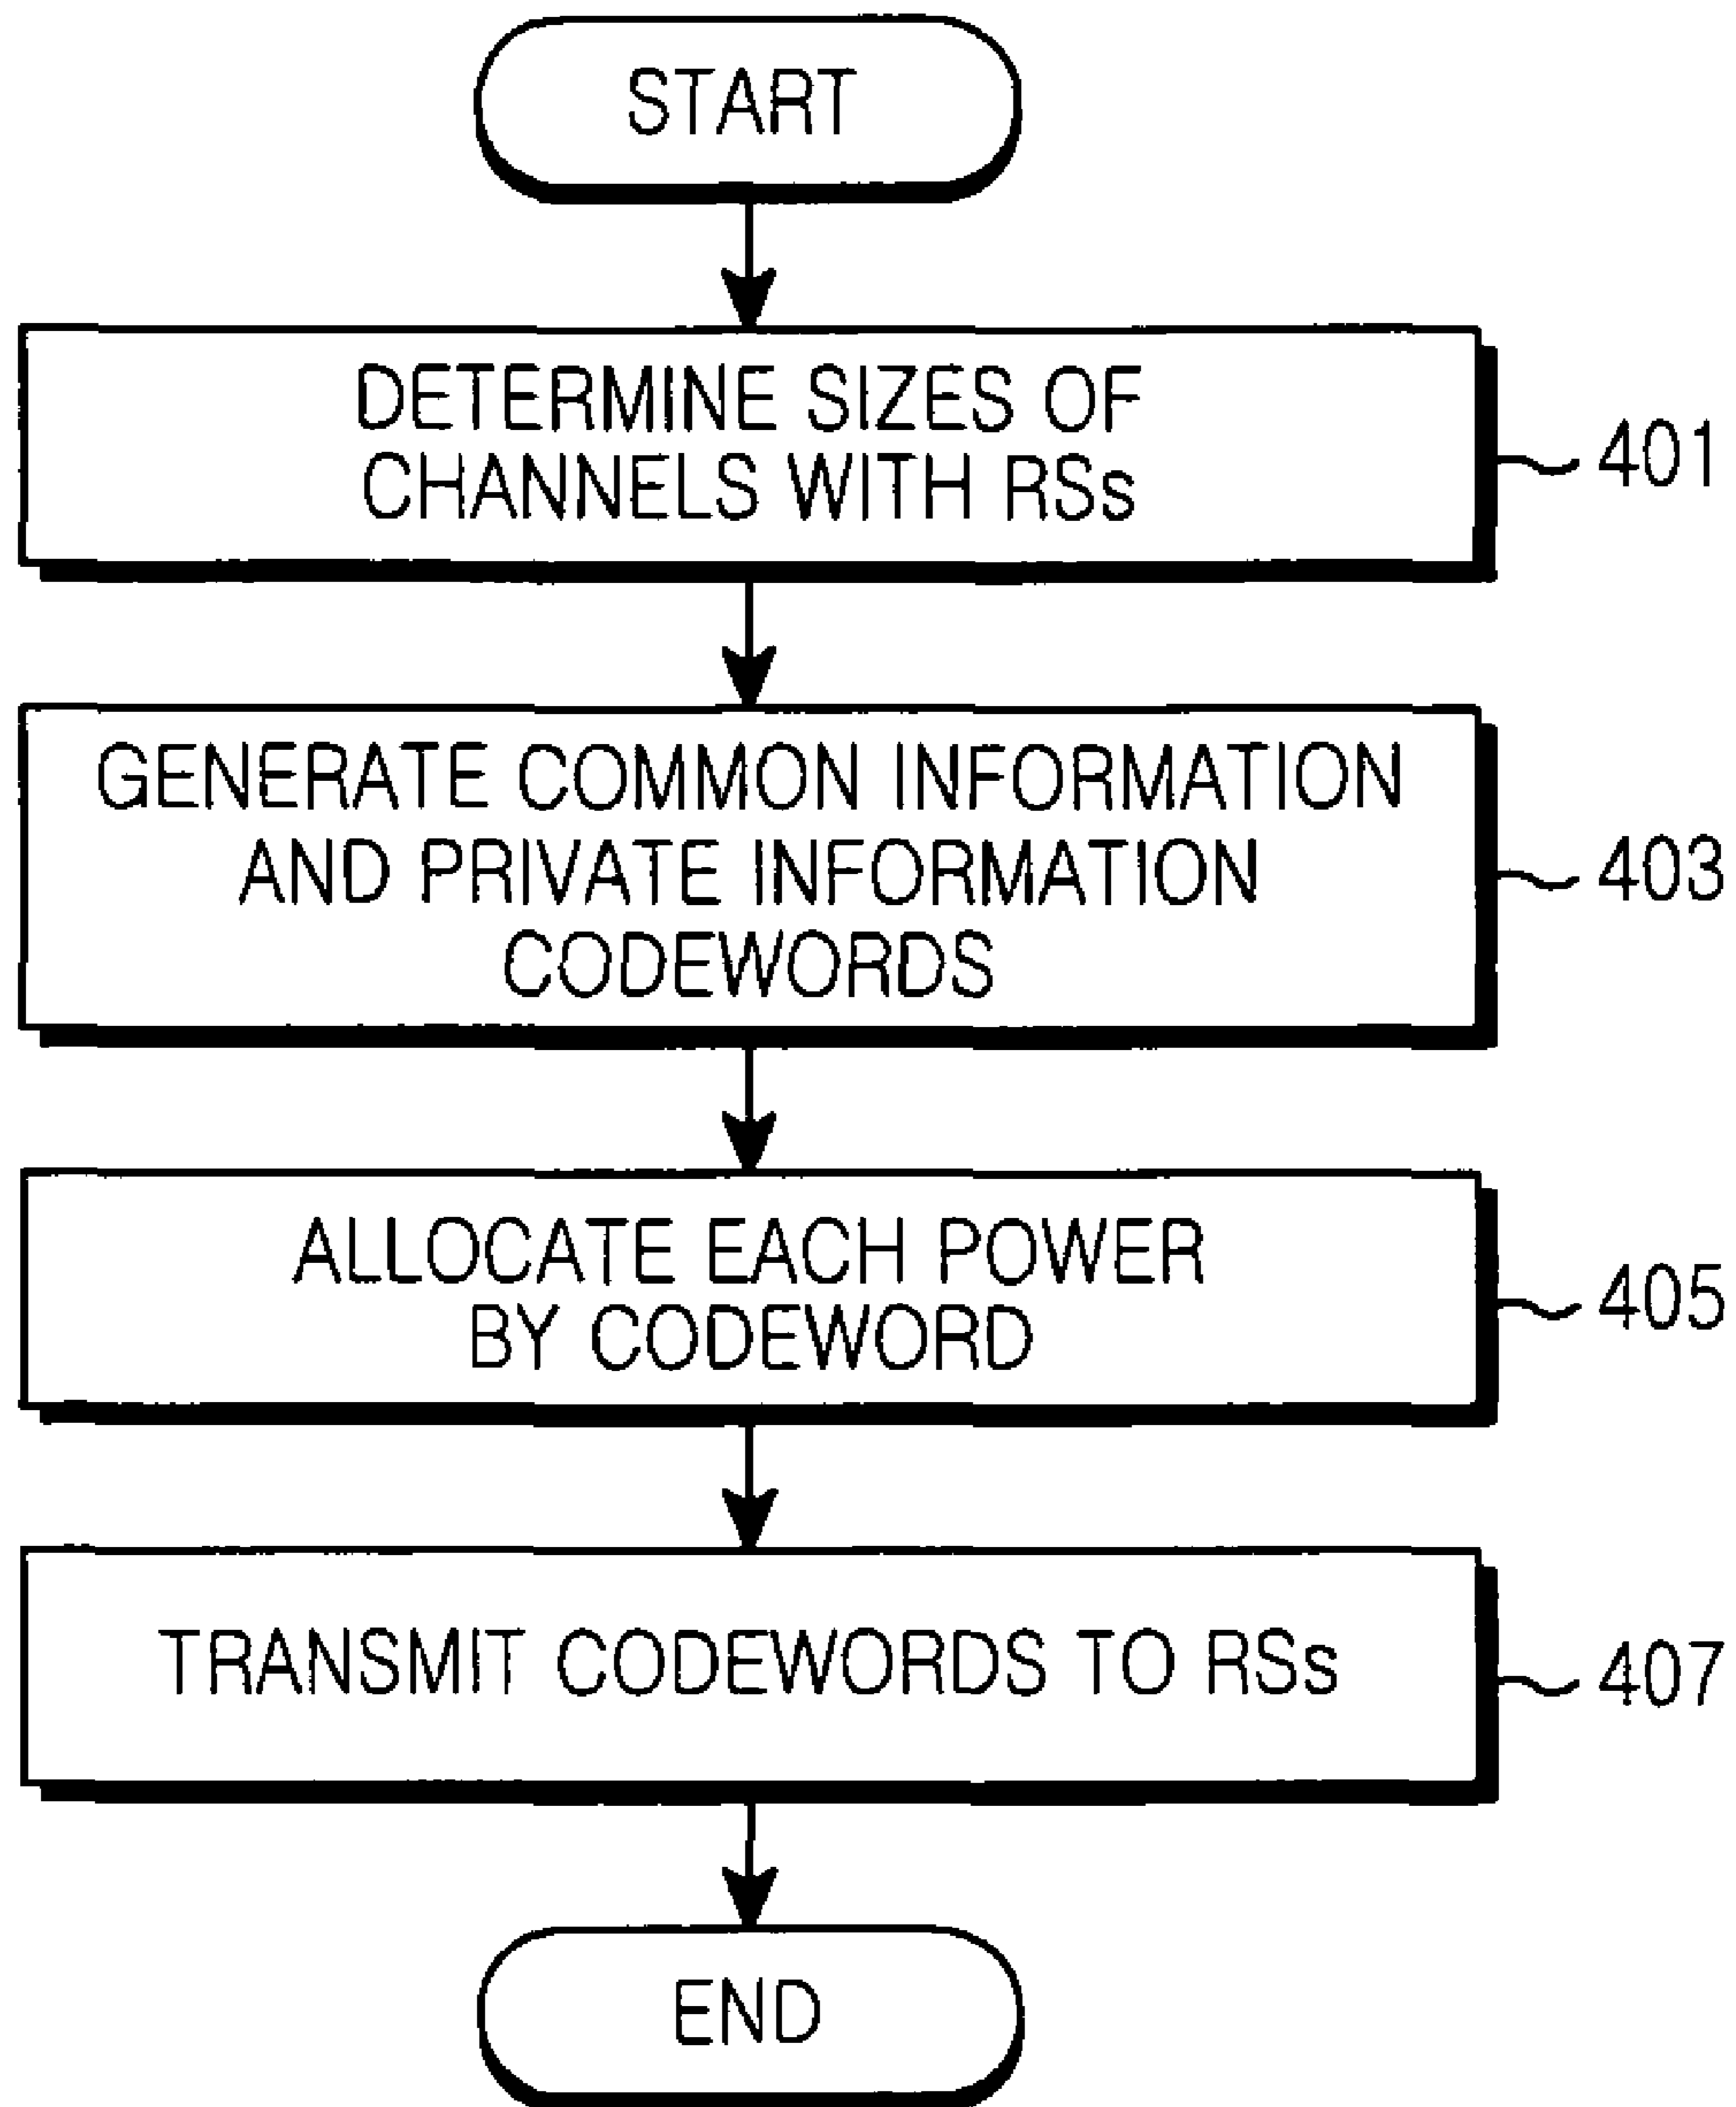 START
DETERMINE SIZES OF
CHANNELS WITH RSs
401
GENERATE COMMON INFORMATION
AND PRIVATE INFORMATION
CODEWORDS
403
ALLOCATE EACH POWER
BY CODEWORD
405
TRANSMIT CODEWORDS TO RSs
407
END